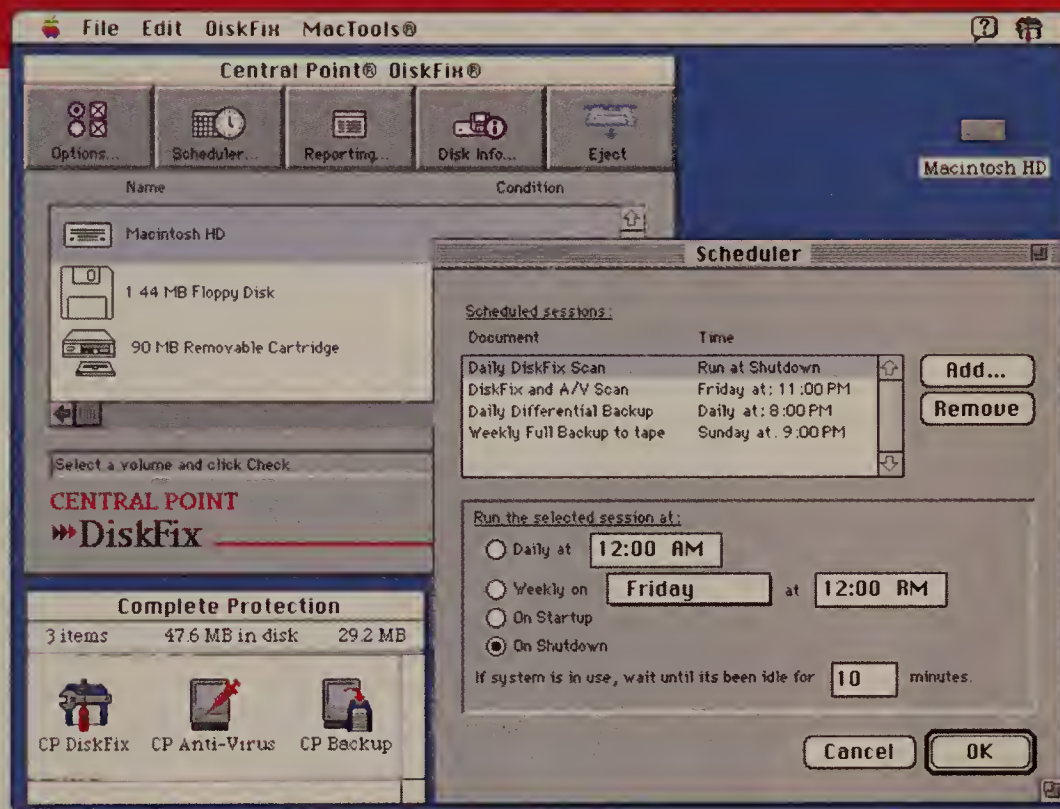 File Edit DiskFix MacTools®
Central Point® DiskFix®
Options... Scheduler... Reporting... Disk Info... Eject
Macintosh HD
Name Condition
Macintosh HD
1 44 MB Floppy Disk
90 MB Removable Cartridge
Select a volume and click Check
CENTRAL POINT
DiskFix
Scheduler
Scheduled sessions:
Document Time
Daily DiskFix Scan Run at Shutdown
DiskFix and A/V Scan Friday at: 11:00 PM
Daily Differential Backup Daily at: 8:00 PM
Weekly Full Backup to tape Sunday at. 9:00 PM
Add...
Remove
Run the selected session at:
Daily at 12:00 AM
Weekly on Friday at 12:00 AM
On Startup
On Shutdown
If system is in use, wait until its been idle for 10 minutes.
Cancel OK
Complete Protection
3 items 47.6 MB in disk 29.2 MB
CP DiskFix CP Anti-Virus CP Backup